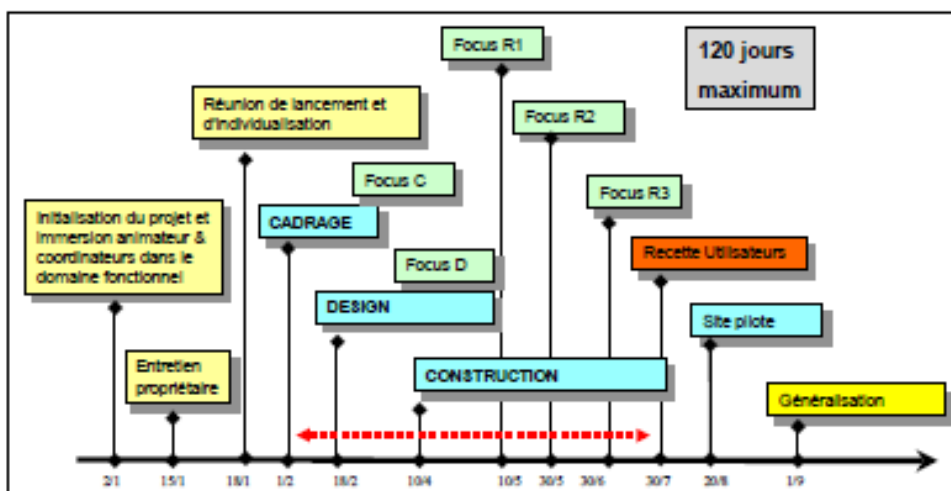 Focus R1
120 jours
maximum
Réunion de lancement et
d'individualisation
Focus R2
Focus C
Focus R3
Initialisation du projet et
immersion animateur &
coordinateurs dans le
domaine fonctionnel
CADRAGE
Focus D
Recette Utilisateurs
DESIGN
Site pilote
Entretien
propriétaire
CONSTRUCTION
Généralisation
2/1 15/1 18/1 1/2 18/2 10/4 10/5 30/5 30/6 30/7 20/8 1/9